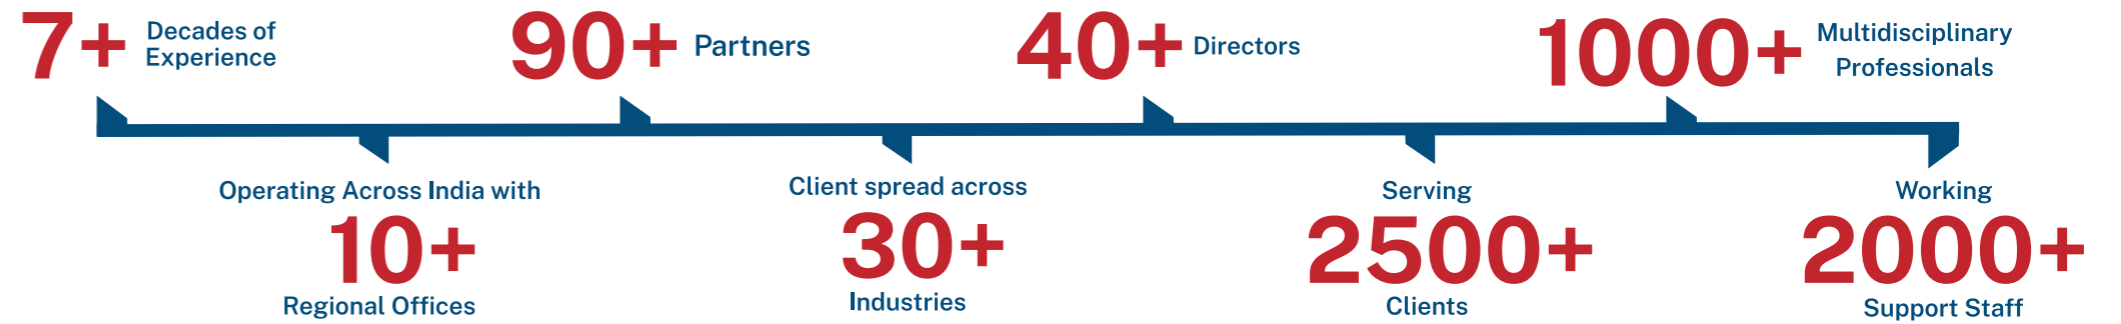 7+
Decades of
Experience
90+
Partners
40+
Directors
1000+
Multidisciplinary
Professionals
Operating Across India with
10+
Regional Offices
Client spread across
30+
Industries
Serving
2500+
Clients
Working
2000+
Support Staff